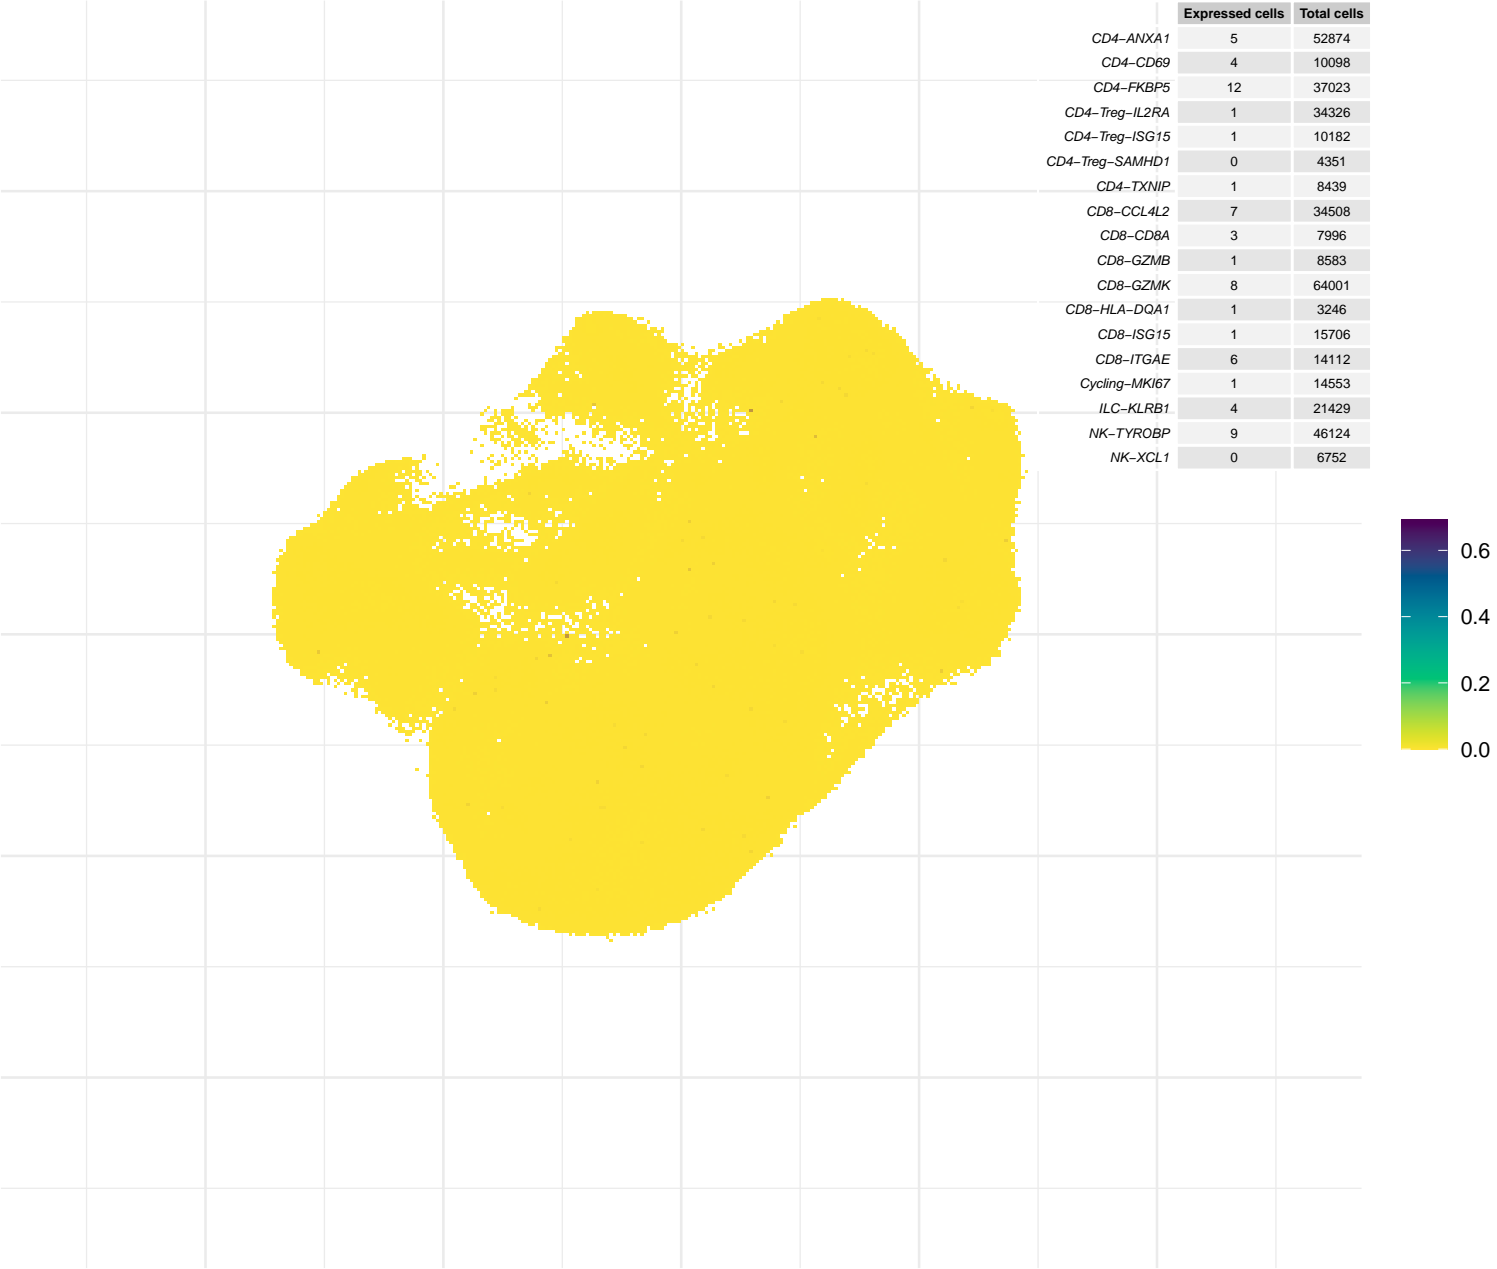 Expressed cells Total cells
CD4−ANXA1 5 52874
CD4−CD69 4 10098
CD4−FKBP5 12 37023
CD4−Treg−IL2RA 1 34326
CD4−Treg−ISG15 1 10182
CD4−Treg−SAMHD1 0 4351
CD4−TXNIP 1 8439
CD8−CCL4L2 7 34508
CD8−CD8A 3 7996
CD8−GZMB 1 8583
CD8−GZMK 8 64001
CD8−HLA−DQA1 1 3246
CD8−ISG15 1 15706
CD8−ITGAE 6 14112
Cycling−MKI67 1 14553
ILC−KLRB1 4 21429
NK−TYROBP 9 46124
NK−XCL1 0 6752
0.6
0.4
0.2
0.0